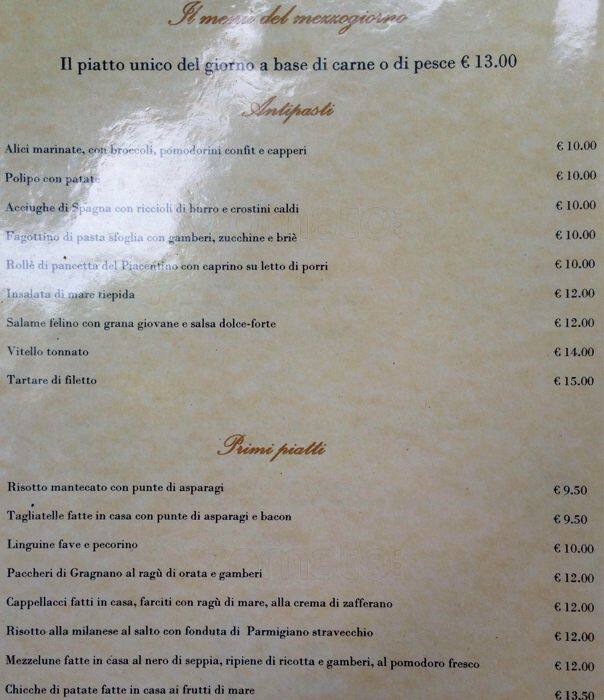 Il menù del mezzogiorno
Il piatto unico del giorno a base di carne o di pesce € 13.00
Antipasti
Alici marinate, con broccoli, pomodorini confit e capperi € 10.00
Polipo con patate € 10.00
Acciughe di Spagna con riccioli di burro e crostini caldi € 10.00
Fagottino di pasta sfoglia con gamberi, zucchine e briè € 10.00
Rollè di pancetta del Piacentino con caprino su letto di porri € 10.00
Insalata di mare tiepida € 12.00
Salame felino con grana giovane e salsa dolce-forte € 12.00
Vitello tonnato € 14.00
Tartare di filetto € 15.00
Primi piatti
Risotto mantecato con punte di asparagi € 9.50
Tagliatelle fatte in casa con punte di asparagi e bacon € 9.50
Linguine fave e pecorino € 10.00
Paccheri di Gragnano al ragù di orata e gamberi € 12.00
Cappellacci fatti in casa, farciti con ragù di mare, alla crema di zafferano € 12.00
Risotto alla milanese al salto con fonduta di Parmigiano stravecchio € 12.00
Mezzelune fatte in casa al nero di seppia, ripiene di ricotta e gamberi, al pomodoro fresco € 12.00
Chicche di patate fatte in casa ai frutti di mare € 13.50